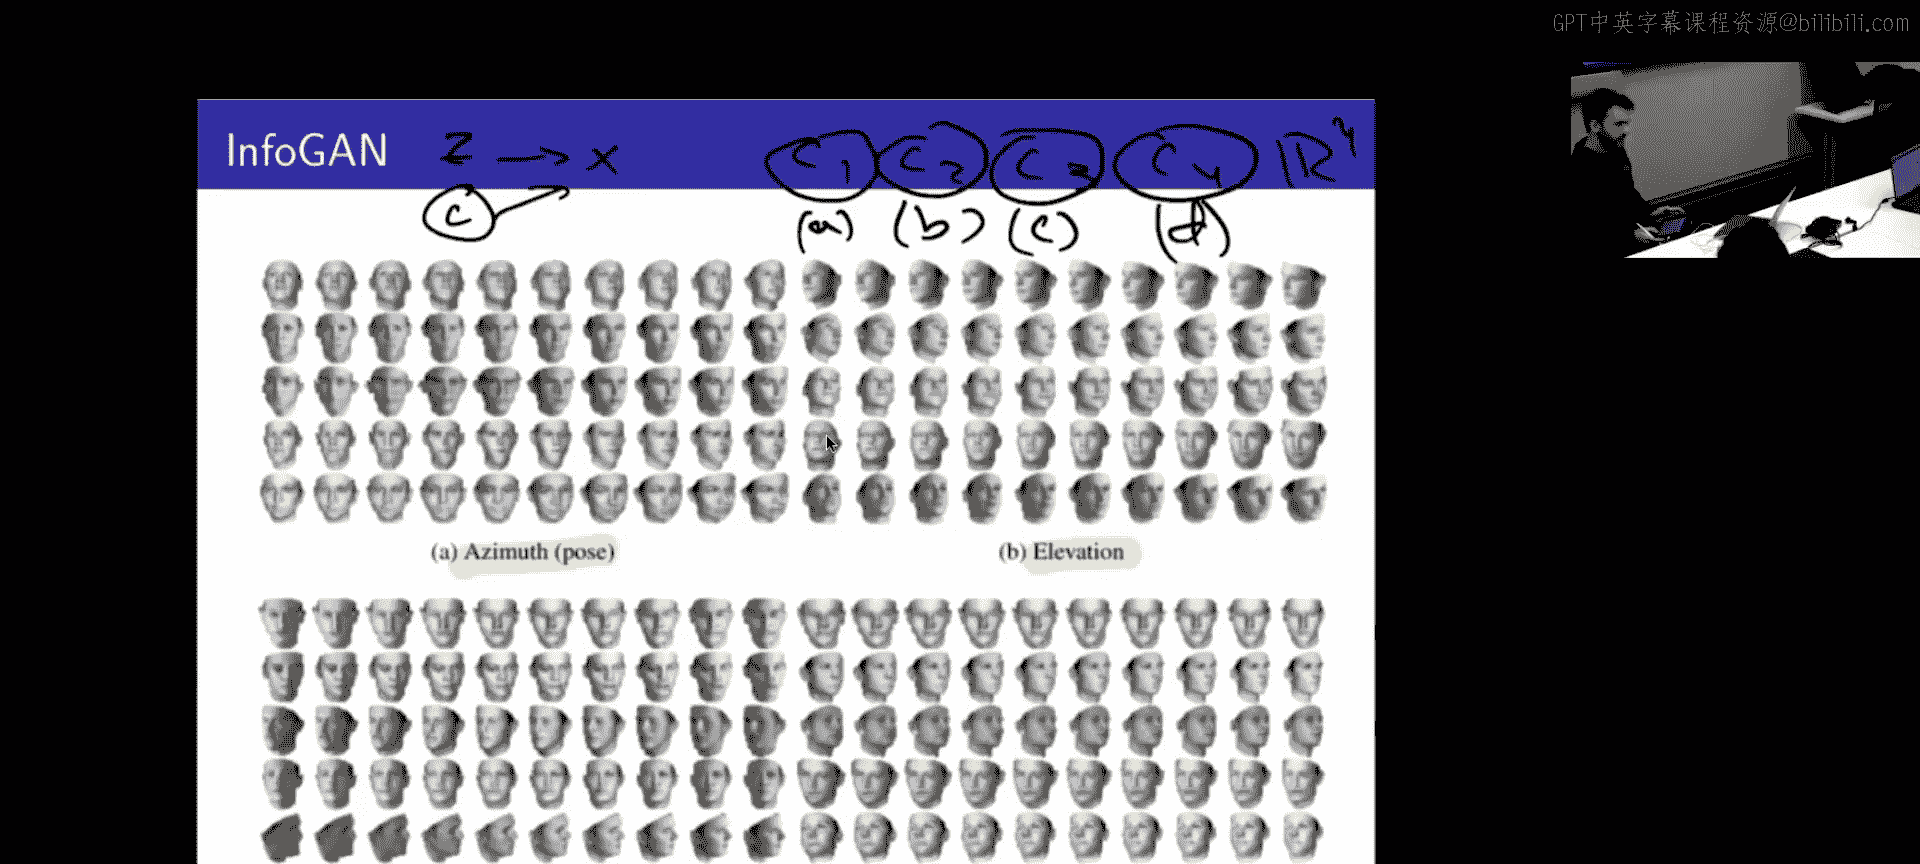 GPT中英字幕课程资源@bilibili.com
InfoGAN z → x c₁ c₂ c₃ c₄ ℝ⁴
c (a) (b) (c) (d)
(a) Azimuth (pose) (b) Elevation